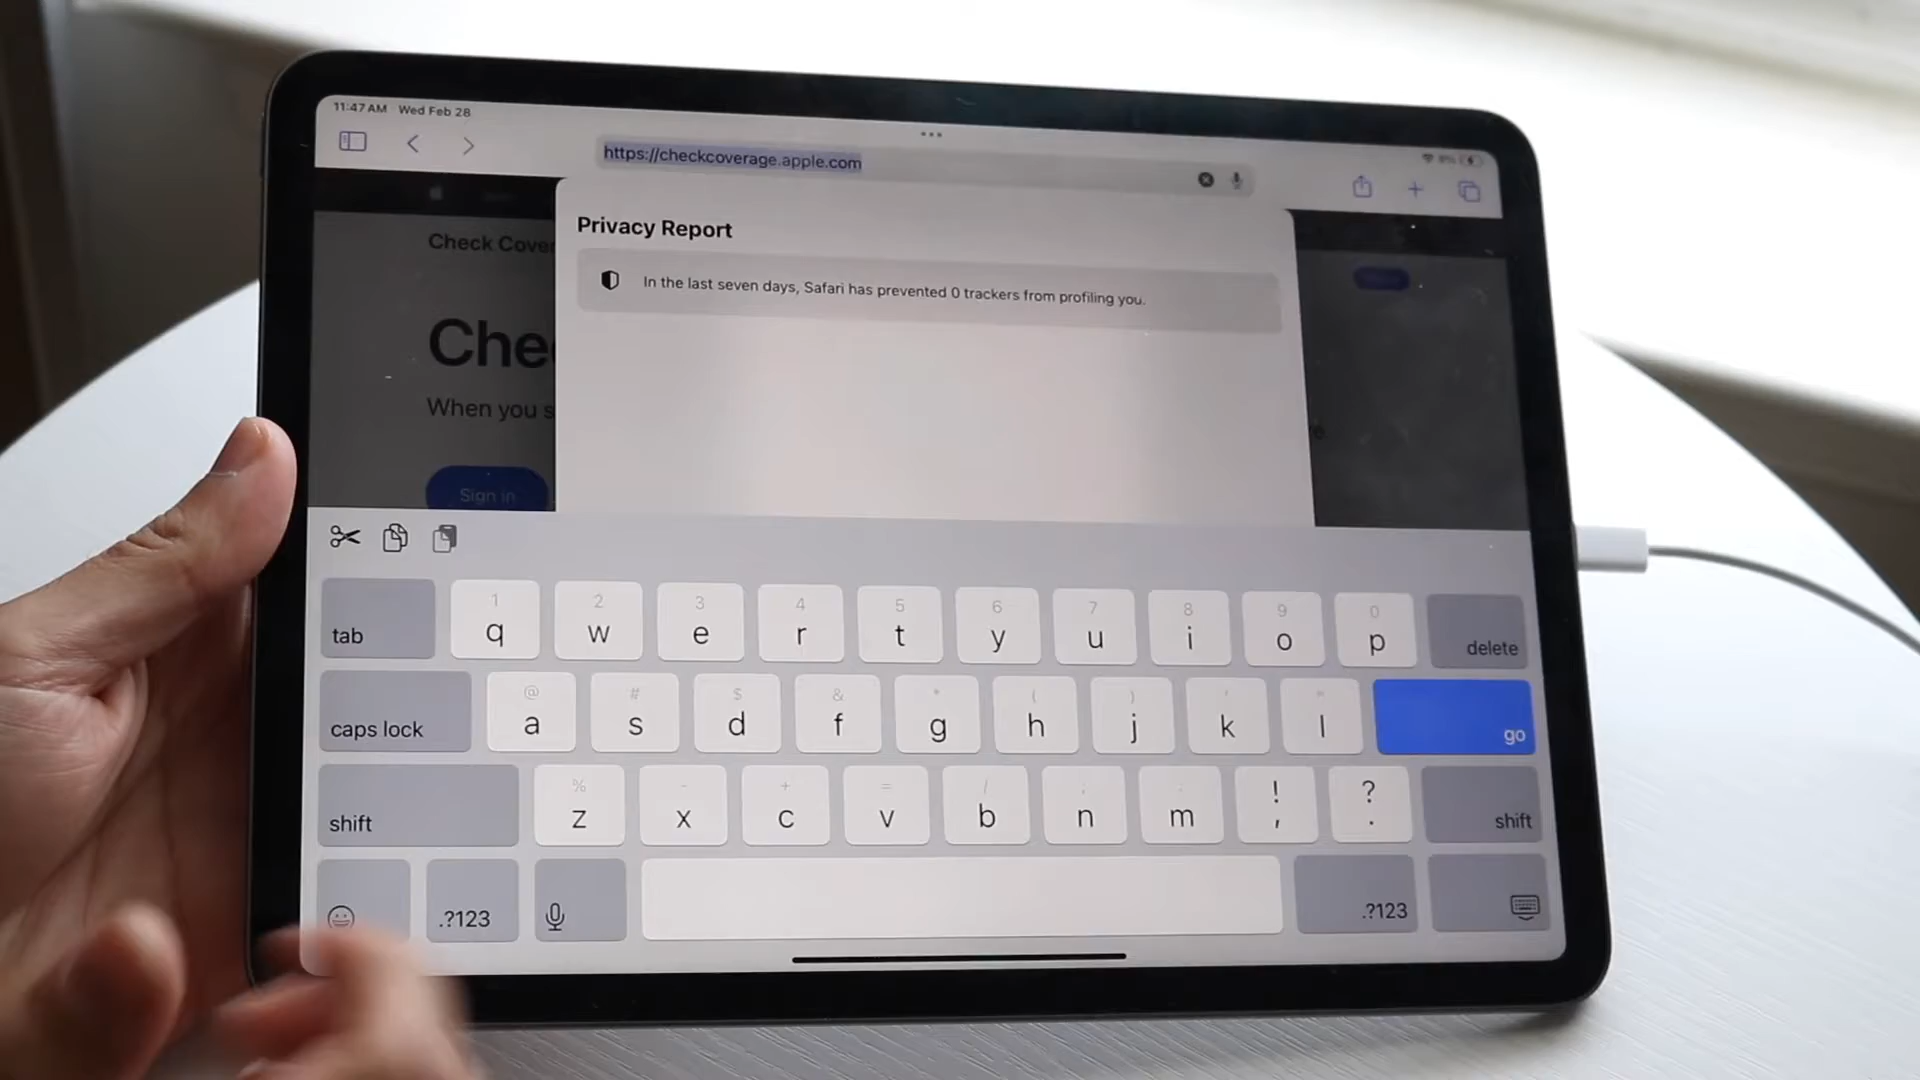 11:47 AM Wed Feb 28
8%
https://checkcoverage.apple.com
Privacy Report
In the last seven days, Safari has prevented 0 trackers from profiling you.
Check Cover
Che
When you s
Sign in
1 2 3 4 5 6 7 8 9 0
tab q w e r t y u i o p delete
@ # $ & * ( ) ' "
caps lock a s d f g h j k l go
% - + = / ; : ! ?
shift z x c v b n m , . shift
.?123 .?123